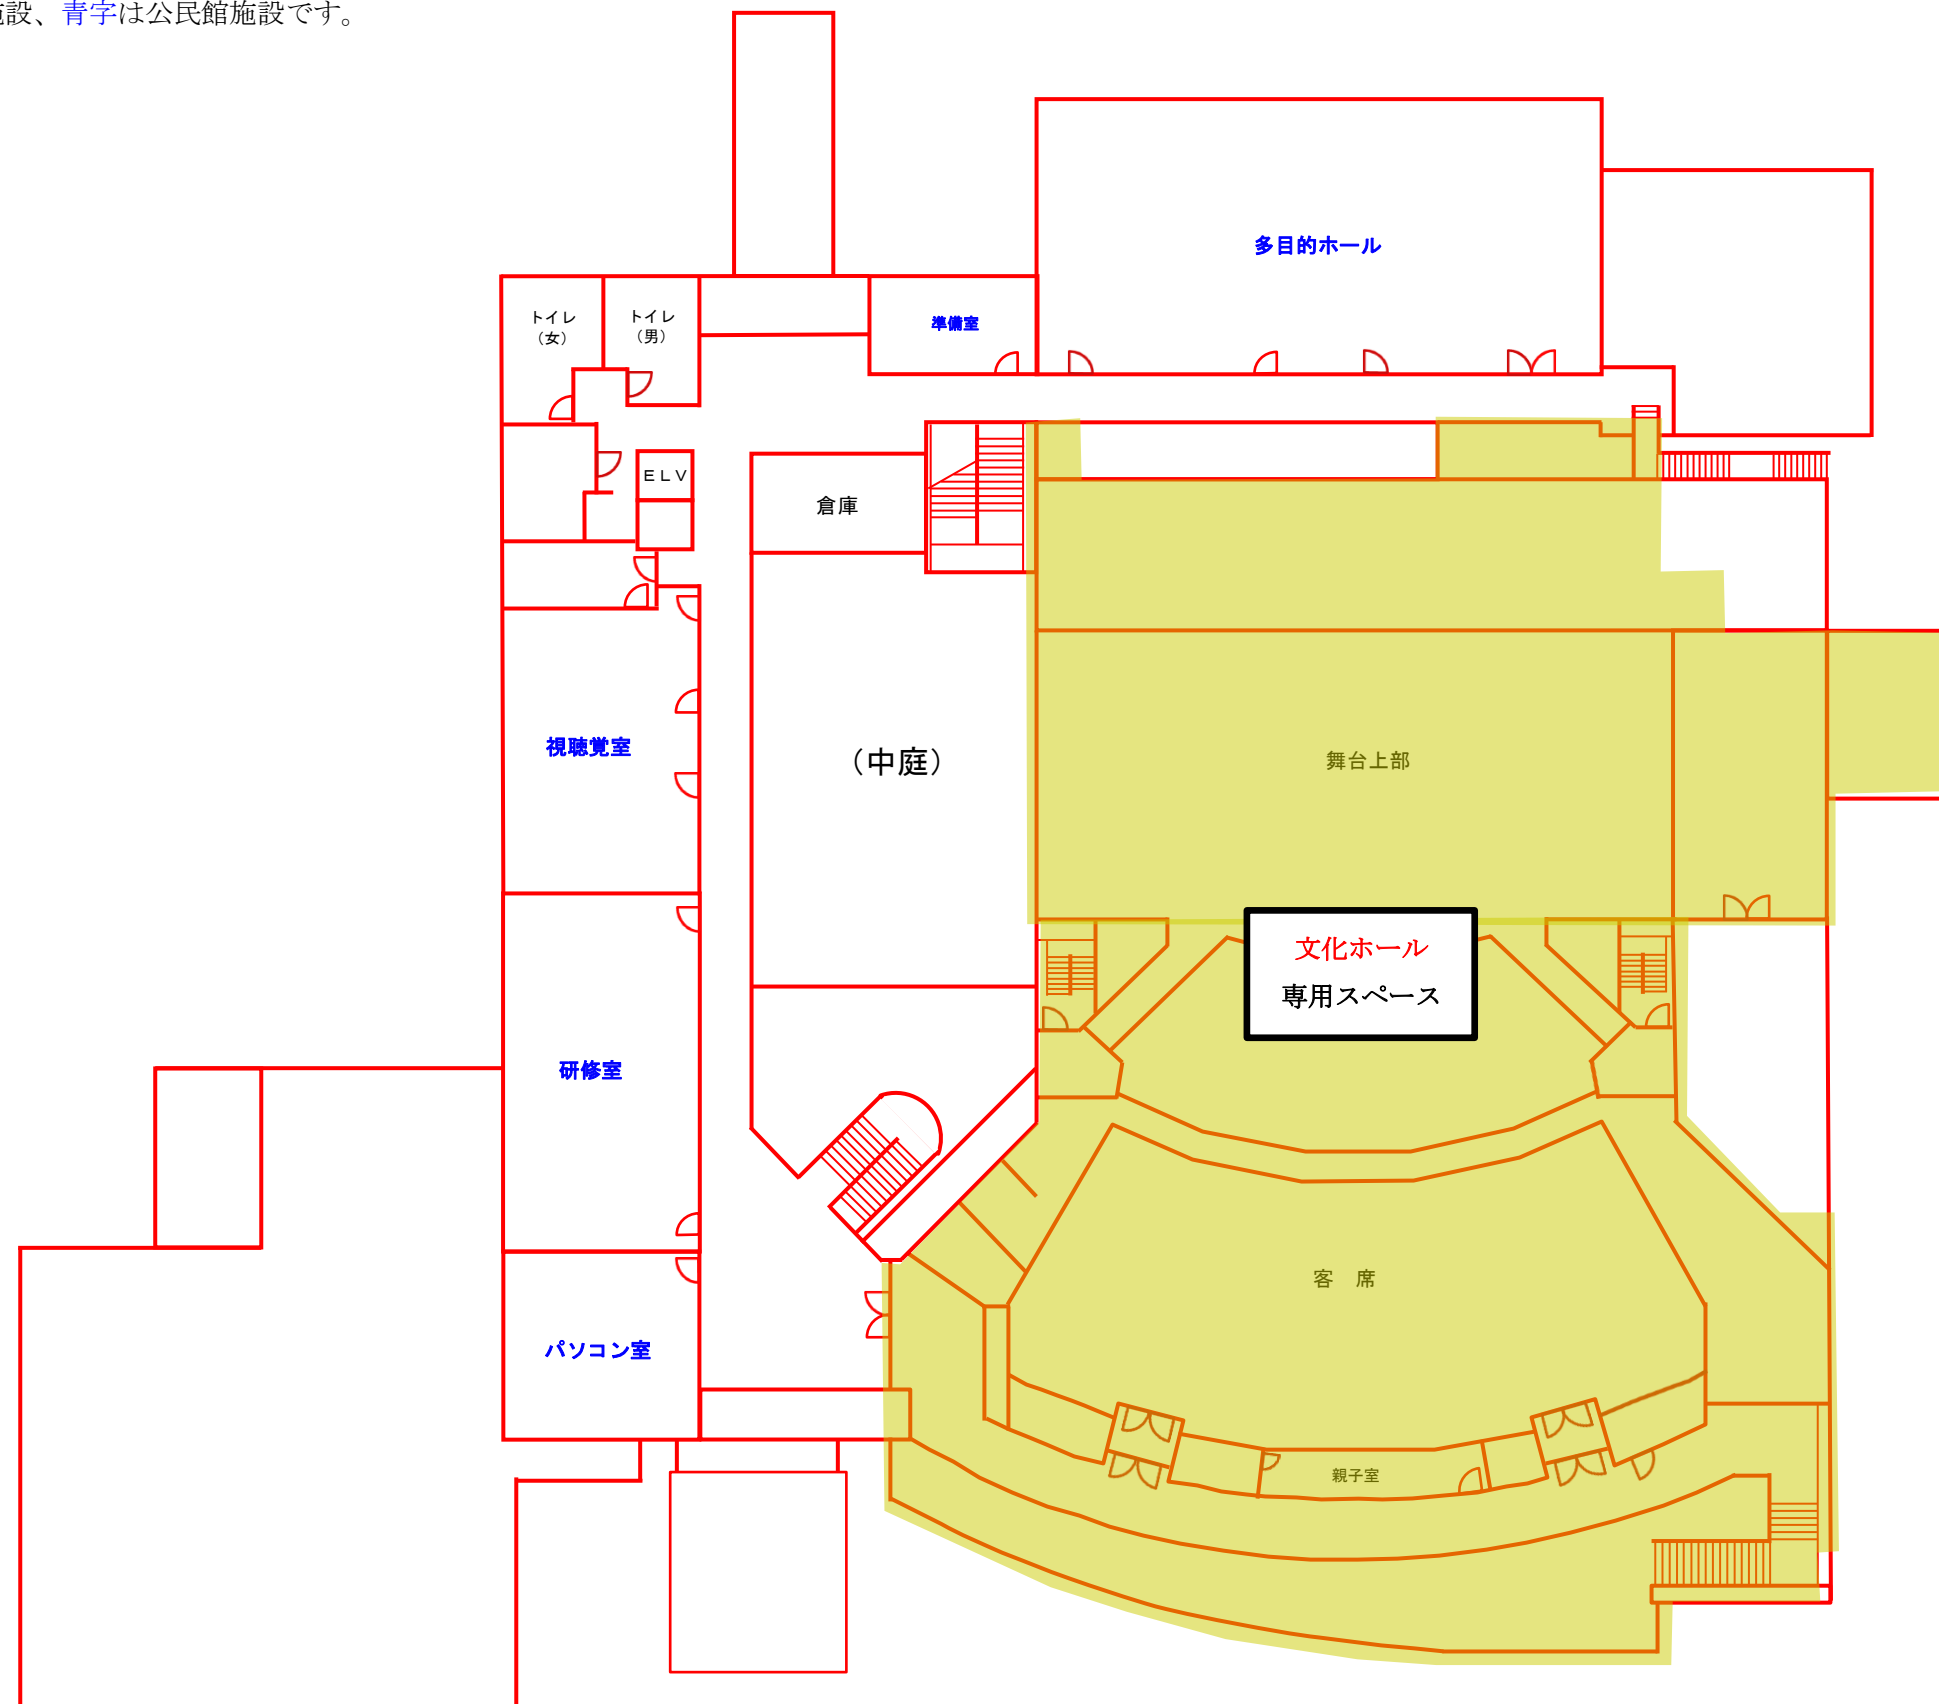 設、青字は公民館施設です。
多目的ホール
トイレ
（女）
トイレ
（男）
準備室
ＥＬＶ
倉庫
視聴覚室
（中庭）
舞台上部
文化ホール
専用スペース
研修室
客　席
パソコン室
親子室